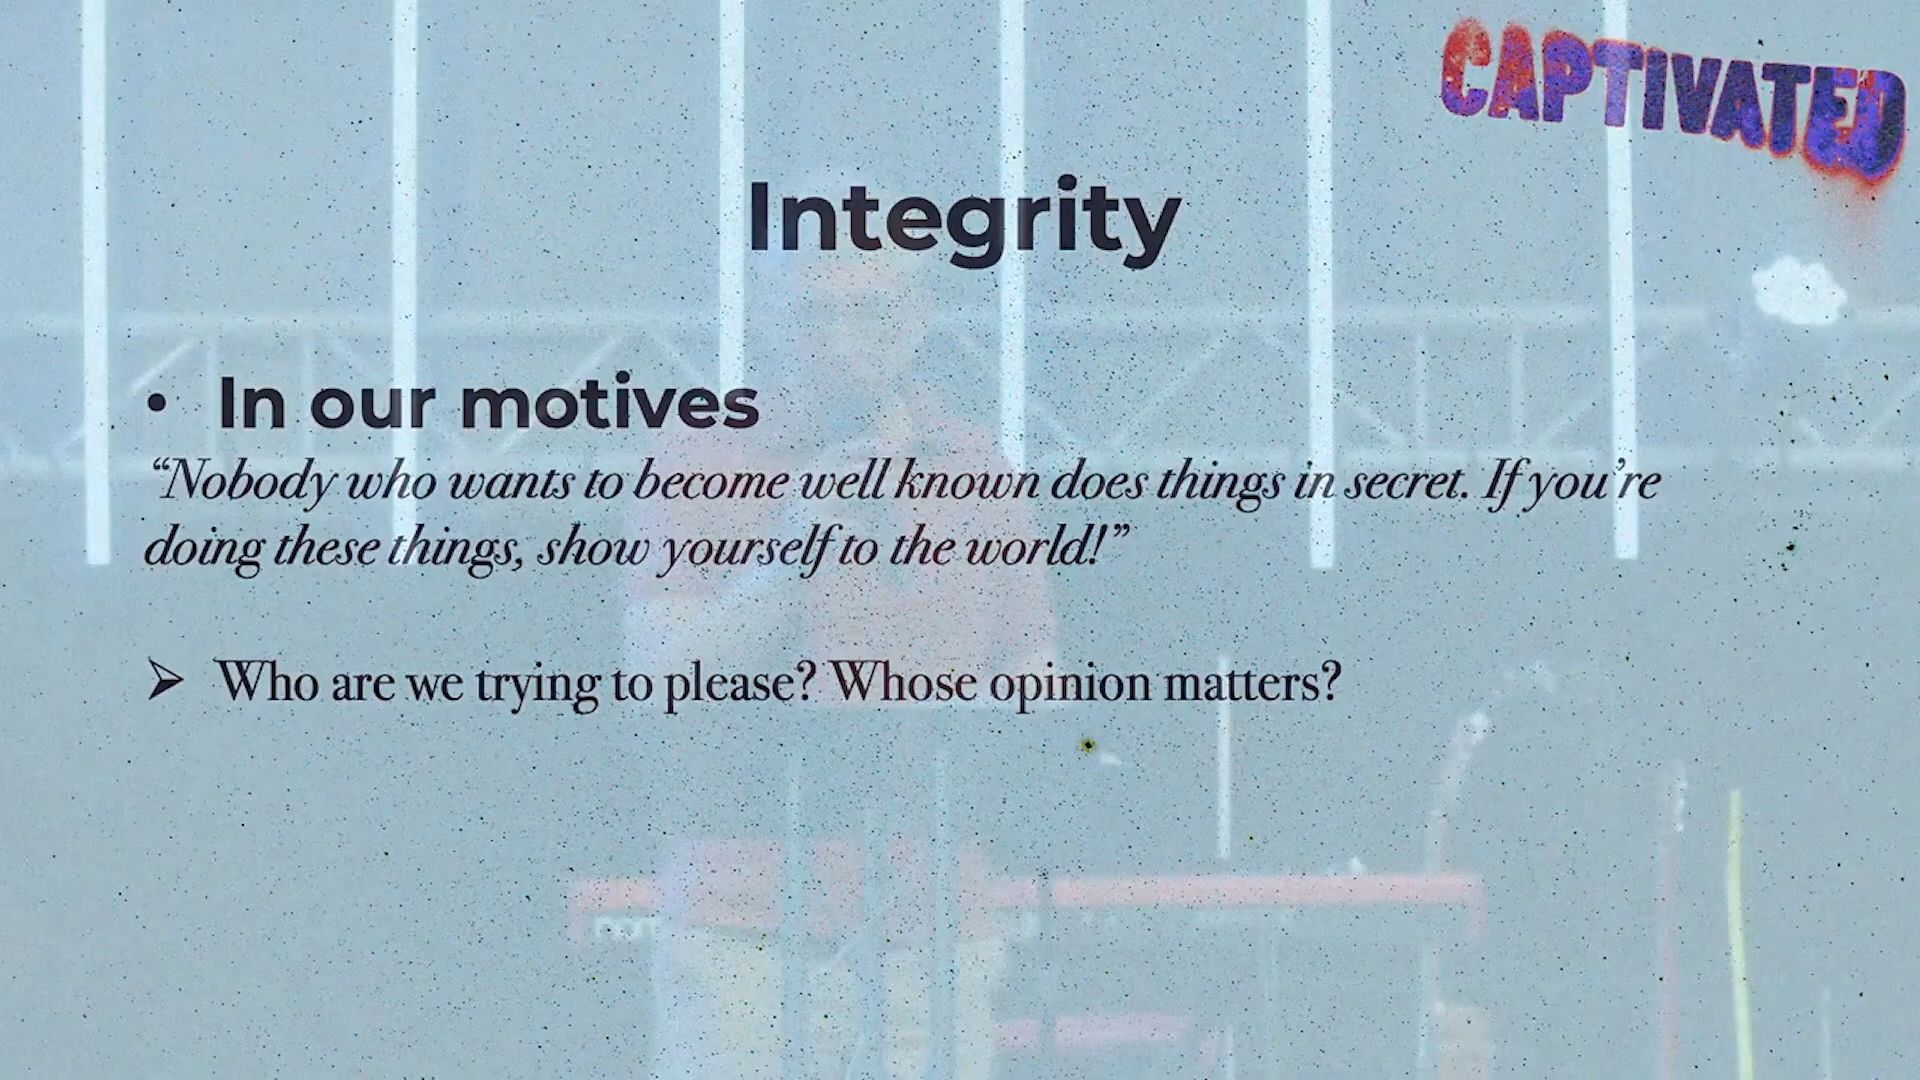 CAPTIVATED
Integrity
• In our motives
“Nobody who wants to become well known does things in secret. If you’re
doing these things, show yourself to the world!”
➢ Who are we trying to please? Whose opinion matters?